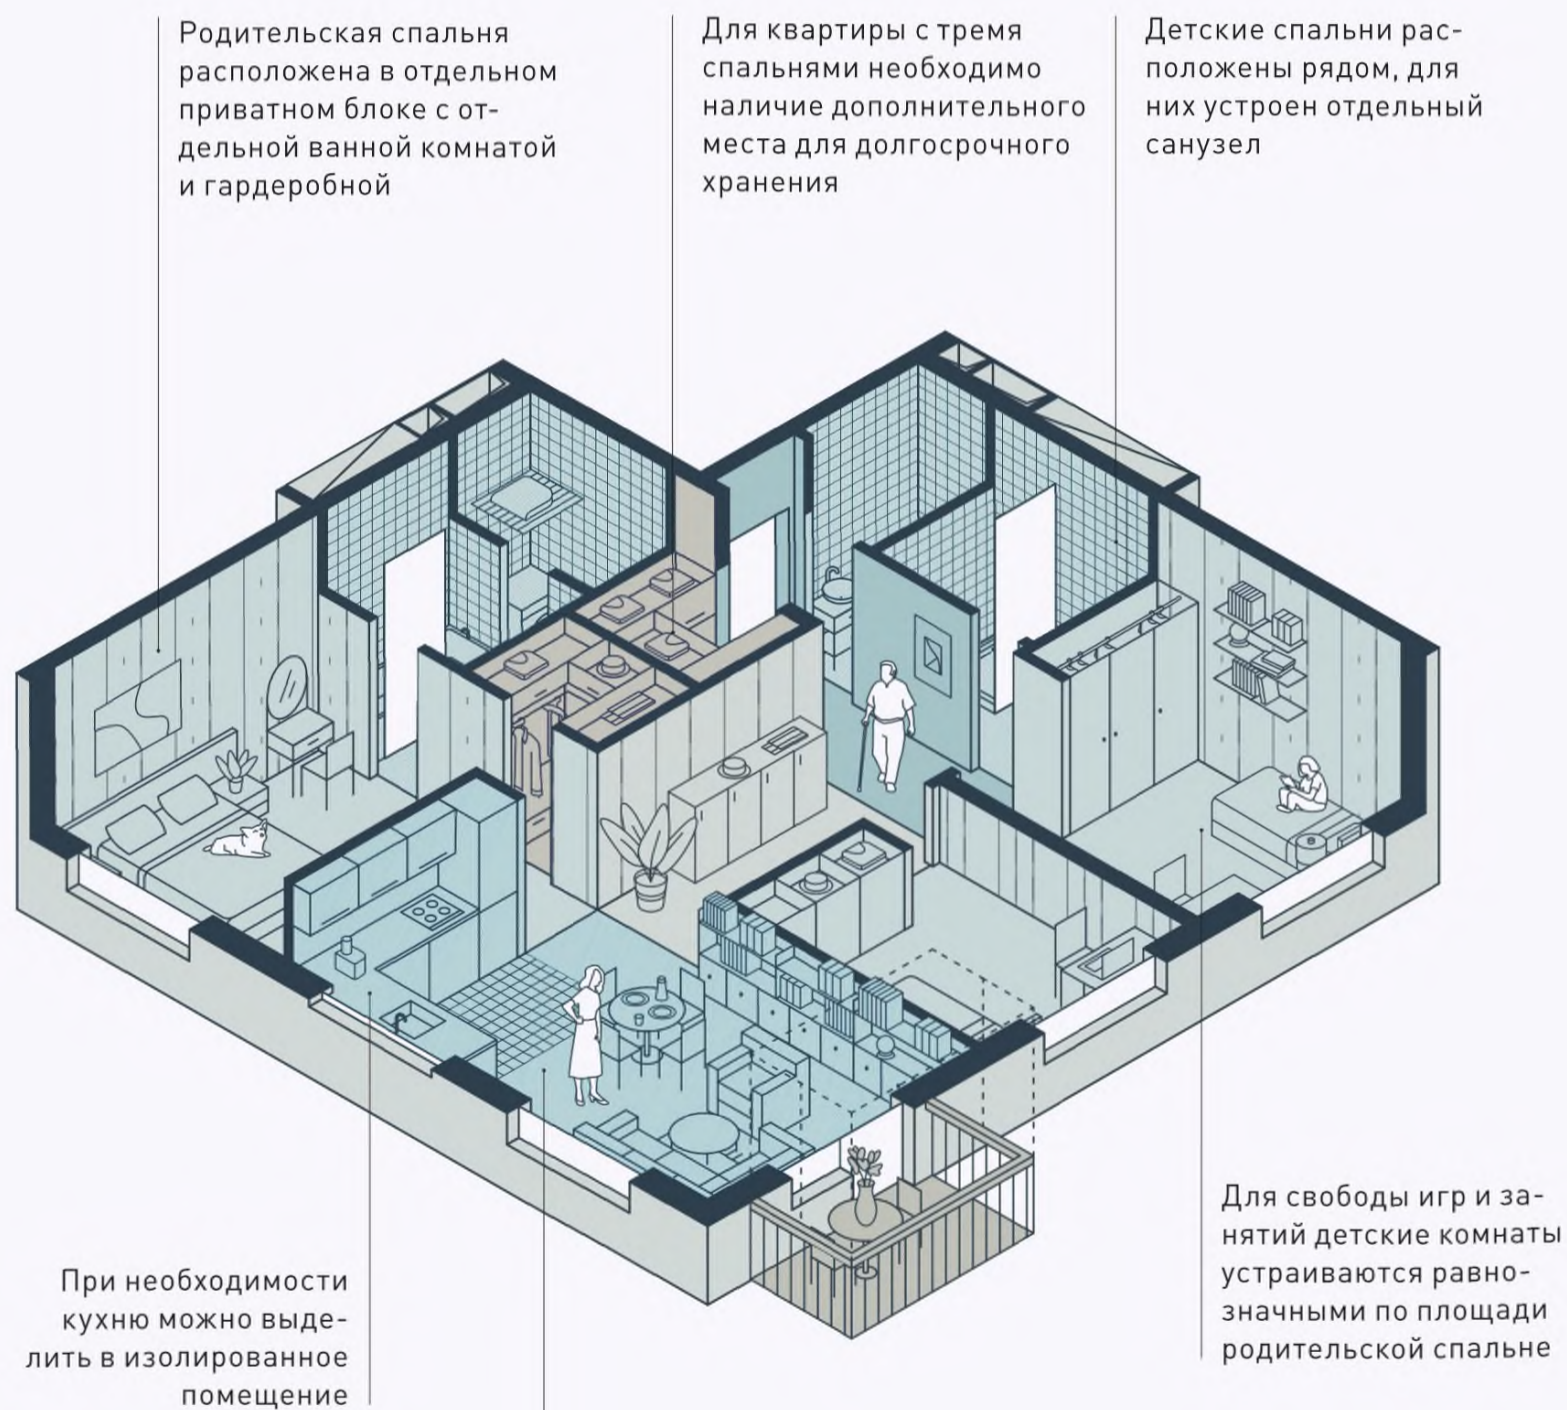 Родительская спальня
расположена в отдельном
приватном блоке с от-
дельной ванной комнатой
и гардеробной
Для квартиры с тремя
спальнями необходимо
наличие дополнительного
места для долгосрочного
хранения
Детские спальни рас-
положены рядом, для
них устроен отдельный
санузел
При необходимости
кухню можно выде-
лить в изолированное
помещение
Для свободы игр и за-
нятий детские комнаты
устраиваются равно-
значными по площади
родительской спальне